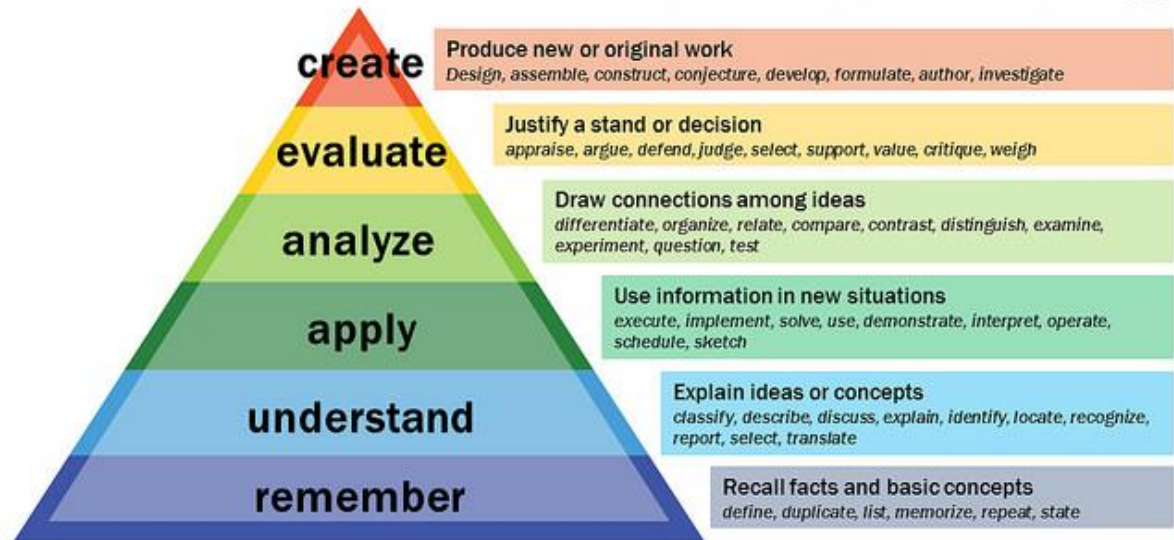 create
Produce new or original work
Design, assemble, construct, conjecture, develop, formulate, author, investigate
evaluate
Justify a stand or decision
appraise, argue, defend, judge, select, support, value, critique, weigh
analyze
Draw connections among ideas
differentiate, organize, relate, compare, contrast, distinguish, examine,
experiment, question, test
apply
Use information in new situations
execute, implement, solve, use, demonstrate, interpret, operate,
schedule, sketch
understand
Explain ideas or concepts
classify, describe, discuss, explain, identify, locate, recognize,
report, select, translate
remember
Recall facts and basic concepts
define, duplicate, list, memorize, repeat, state